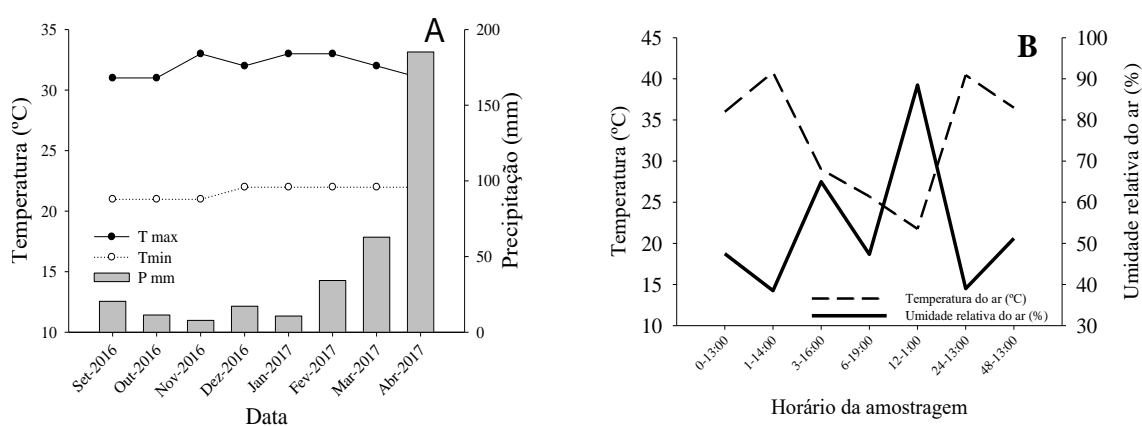 A
35
30
25
20
15
10
Temperatura (ºC)
200
150
100
50
0
Precipitação (mm)
T max
Tmin
P mm
Set-2016
Out-2016
Nov-2016
Dez-2016
Jan-2017
Fev-2017
Mar-2017
Abr-2017
Data
B
45
40
35
30
25
20
15
10
Temperatura (ºC)
100
90
80
70
60
50
40
30
Umidade relativa do ar (%)
Temperatura do ar (ºC)
Umidade relativa do ar (%)
0-13:00
1-14:00
3-16:00
6-19:00
12-1:00
24-13:00
48-13:00
Horário da amostragem